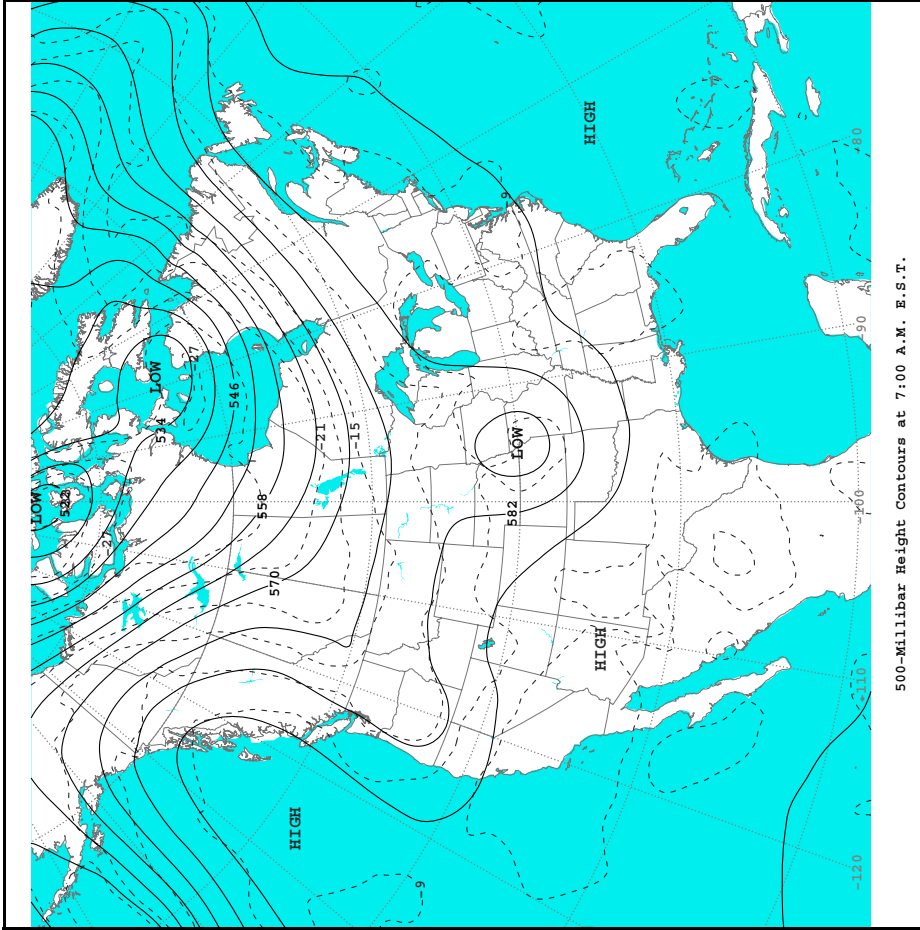 LOW
522
-27
LOW
534
-27
546
558
570
HIGH
-21
-15
9
-9
582
LOW
HIGH
HIGH
-120
-110
-100
-90
-80
500-Millibar Height Contours at 7:00 A.M. E.S.T.